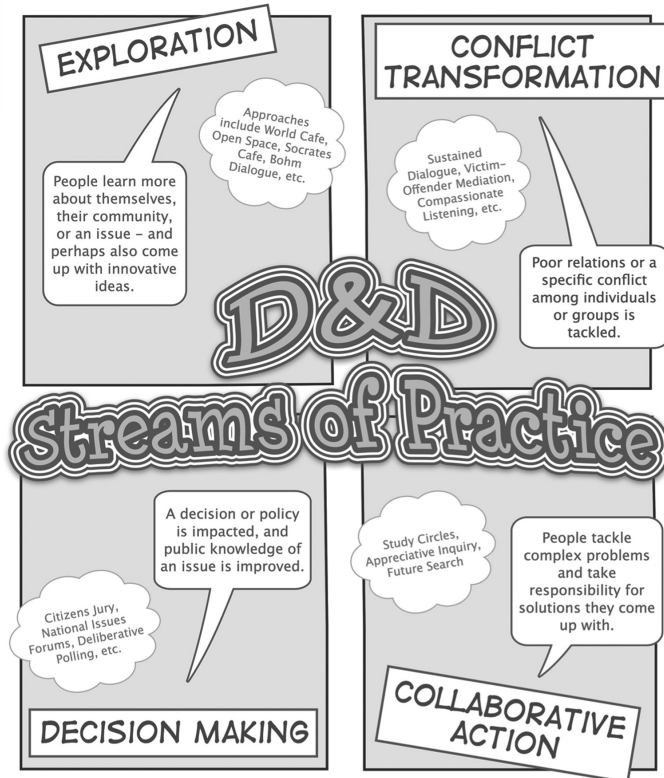 EXPLORATION
Approaches
include World Cafe,
Open Space, Socrates
Cafe, Bohm
Dialogue, etc.
People learn more
about themselves,
their community,
or an issue – and
perhaps also come
up with innovative
ideas.
CONFLICT
TRANSFORMATION
Sustained
Dialogue, Victim-
Offender Mediation,
Compassionate
Listening, etc.
Poor relations or a
specific conflict
among individuals
or groups is
tackled.
D&D
Streams of Practice
A decision or policy
is impacted, and
public knowledge of
an issue is improved.
Citizens Jury,
National Issues
Forums, Deliberative
Polling, etc.
DECISION MAKING
Study Circles,
Appreciative Inquiry,
Future Search
People tackle
complex problems
and take
responsibility for
solutions they come
up with.
COLLABORATIVE
ACTION